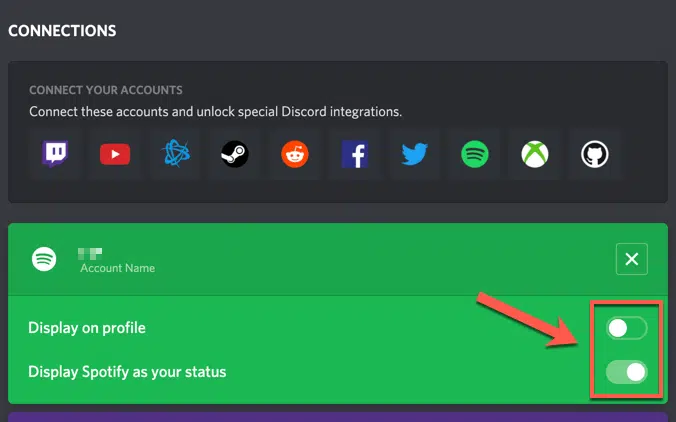 CONNECTIONS
CONNECT YOUR ACCOUNTS
Connect these accounts and unlock special Discord integrations.
Account Name
Display on profile
Display Spotify as your status